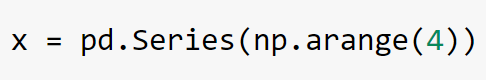 x = pd.Series(np.arange(4))